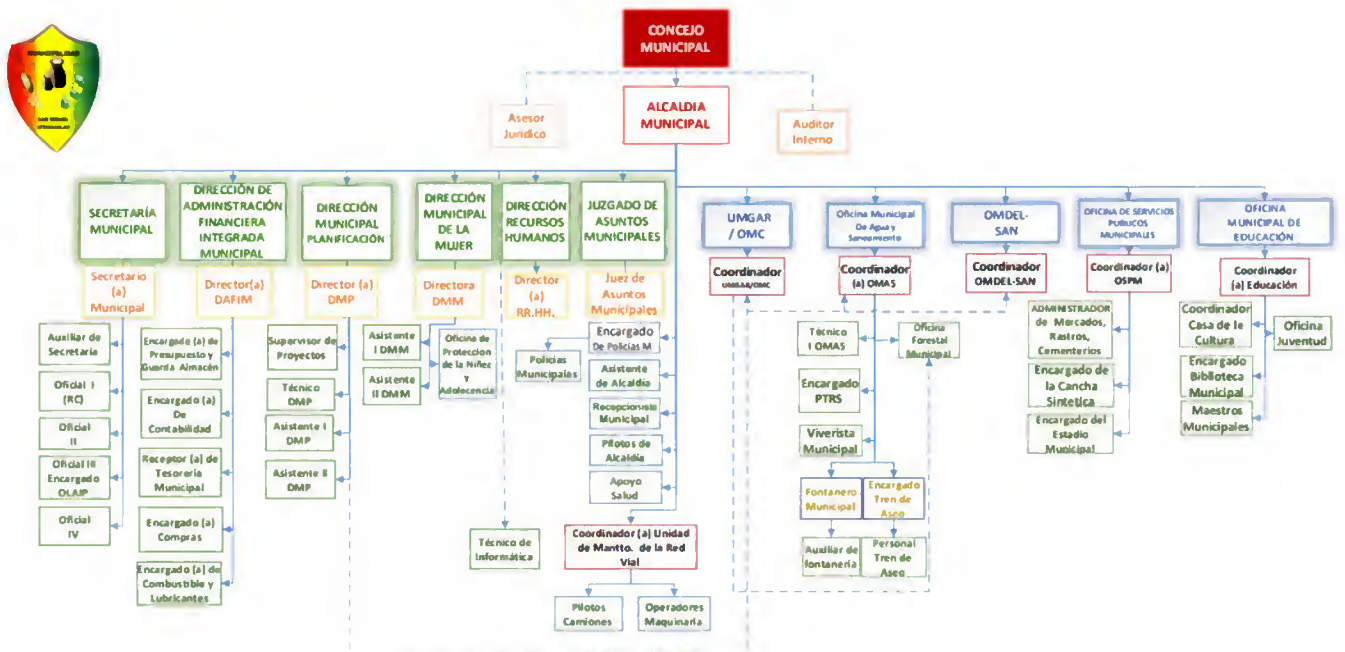 MUNICIPALIDAD
CONCEJO
MUNICIPAL
ALCALDIA
MUNICIPAL
Asesor
Juridico
Auditor
Interno
SECRETARÍA
MUNICIPAL
DIRECCIÓN DE
ADMINISTRACIÓN
FINANCIERA
INTEGRADA
MUNICIPAL
DIRECCIÓN
MUNICIPAL
PLANIFICACIÓN
DIRECCIÓN
MUNICIPAL
DE LA
MUJER
DIRECCIÓN
RECURSOS
HUMANOS
JUZGADO DE
ASUNTOS
MUNICIPALES
UMGAR
/ OMC
Oficina Municipal
De Agua y
Saneamiento
OMDEL-
SAN
OFICINA DE SERVICIOS
PUBLICOS
MUNICIPALES
OFICINA
MUNICIPAL DE
EDUCACIÓN
Secretario
(a)
Municipal
Director(a)
DAFIM
Director (a)
DMP
Directora
DMM
Director
(a)
RR.HH.
Juez de
Asuntos
Municipales
Coordinador
UMGAR/OMC
Coordinador
(a) OMAS
Coordinador
OMDEL-SAN
Coordinador (a)
OSPM
Coordinador
(a) Educación
Auxiliar de
Secretaria
Oficial I
(RC)
Oficial
II
Oficial III
Encargado
OLAIP
Oficial
IV
Encargado (a) de
Presupuesto y
Guarda Almacén
Encargado (a)
De
Contabilidad
Receptor (a) de
Tesorería
Municipal
Encargado (a)
Compras
Encargado (a) de
Combustible y
Lubricantes
Supervisor de
Proyectos
Técnico
DMP
Asistente I
DMP
Asistente II
DMP
Asistente
I DMM
Asistente
II DMM
Oficina de
Proteccion
de la Niñez
y
Adolecencia
Encargado
De Policías M
Policías
Municipales
Asistente
de Alcaldía
Recepcionista
Municipal
Pilotos de
Alcaldía
Apoyo
Salud
Técnico de
Informática
Coordinador (a) Unidad
de Mantto. de la Red
Vial
Pilotos
Camiones
Operadores
Maquinaria
Técnico
I OMAS
Oficina
Forestal
Municipal
Encargado
PTRS
Viverista
Municipal
Fontanero
Municipal
Encargado
Tren de
Aseo
Auxiliar de
fontanería
Personal
Tren de
Aseo
ADMINISTRADOR
de Mercados,
Rastros,
Cementerios
Encargado de
la Cancha
Sintetica
Encargado del
Estadio
Municipal
Coordinador
Casa de la
Cultura
Oficina
Juventud
Encargado
Biblioteca
Municipal
Maestros
Municipales